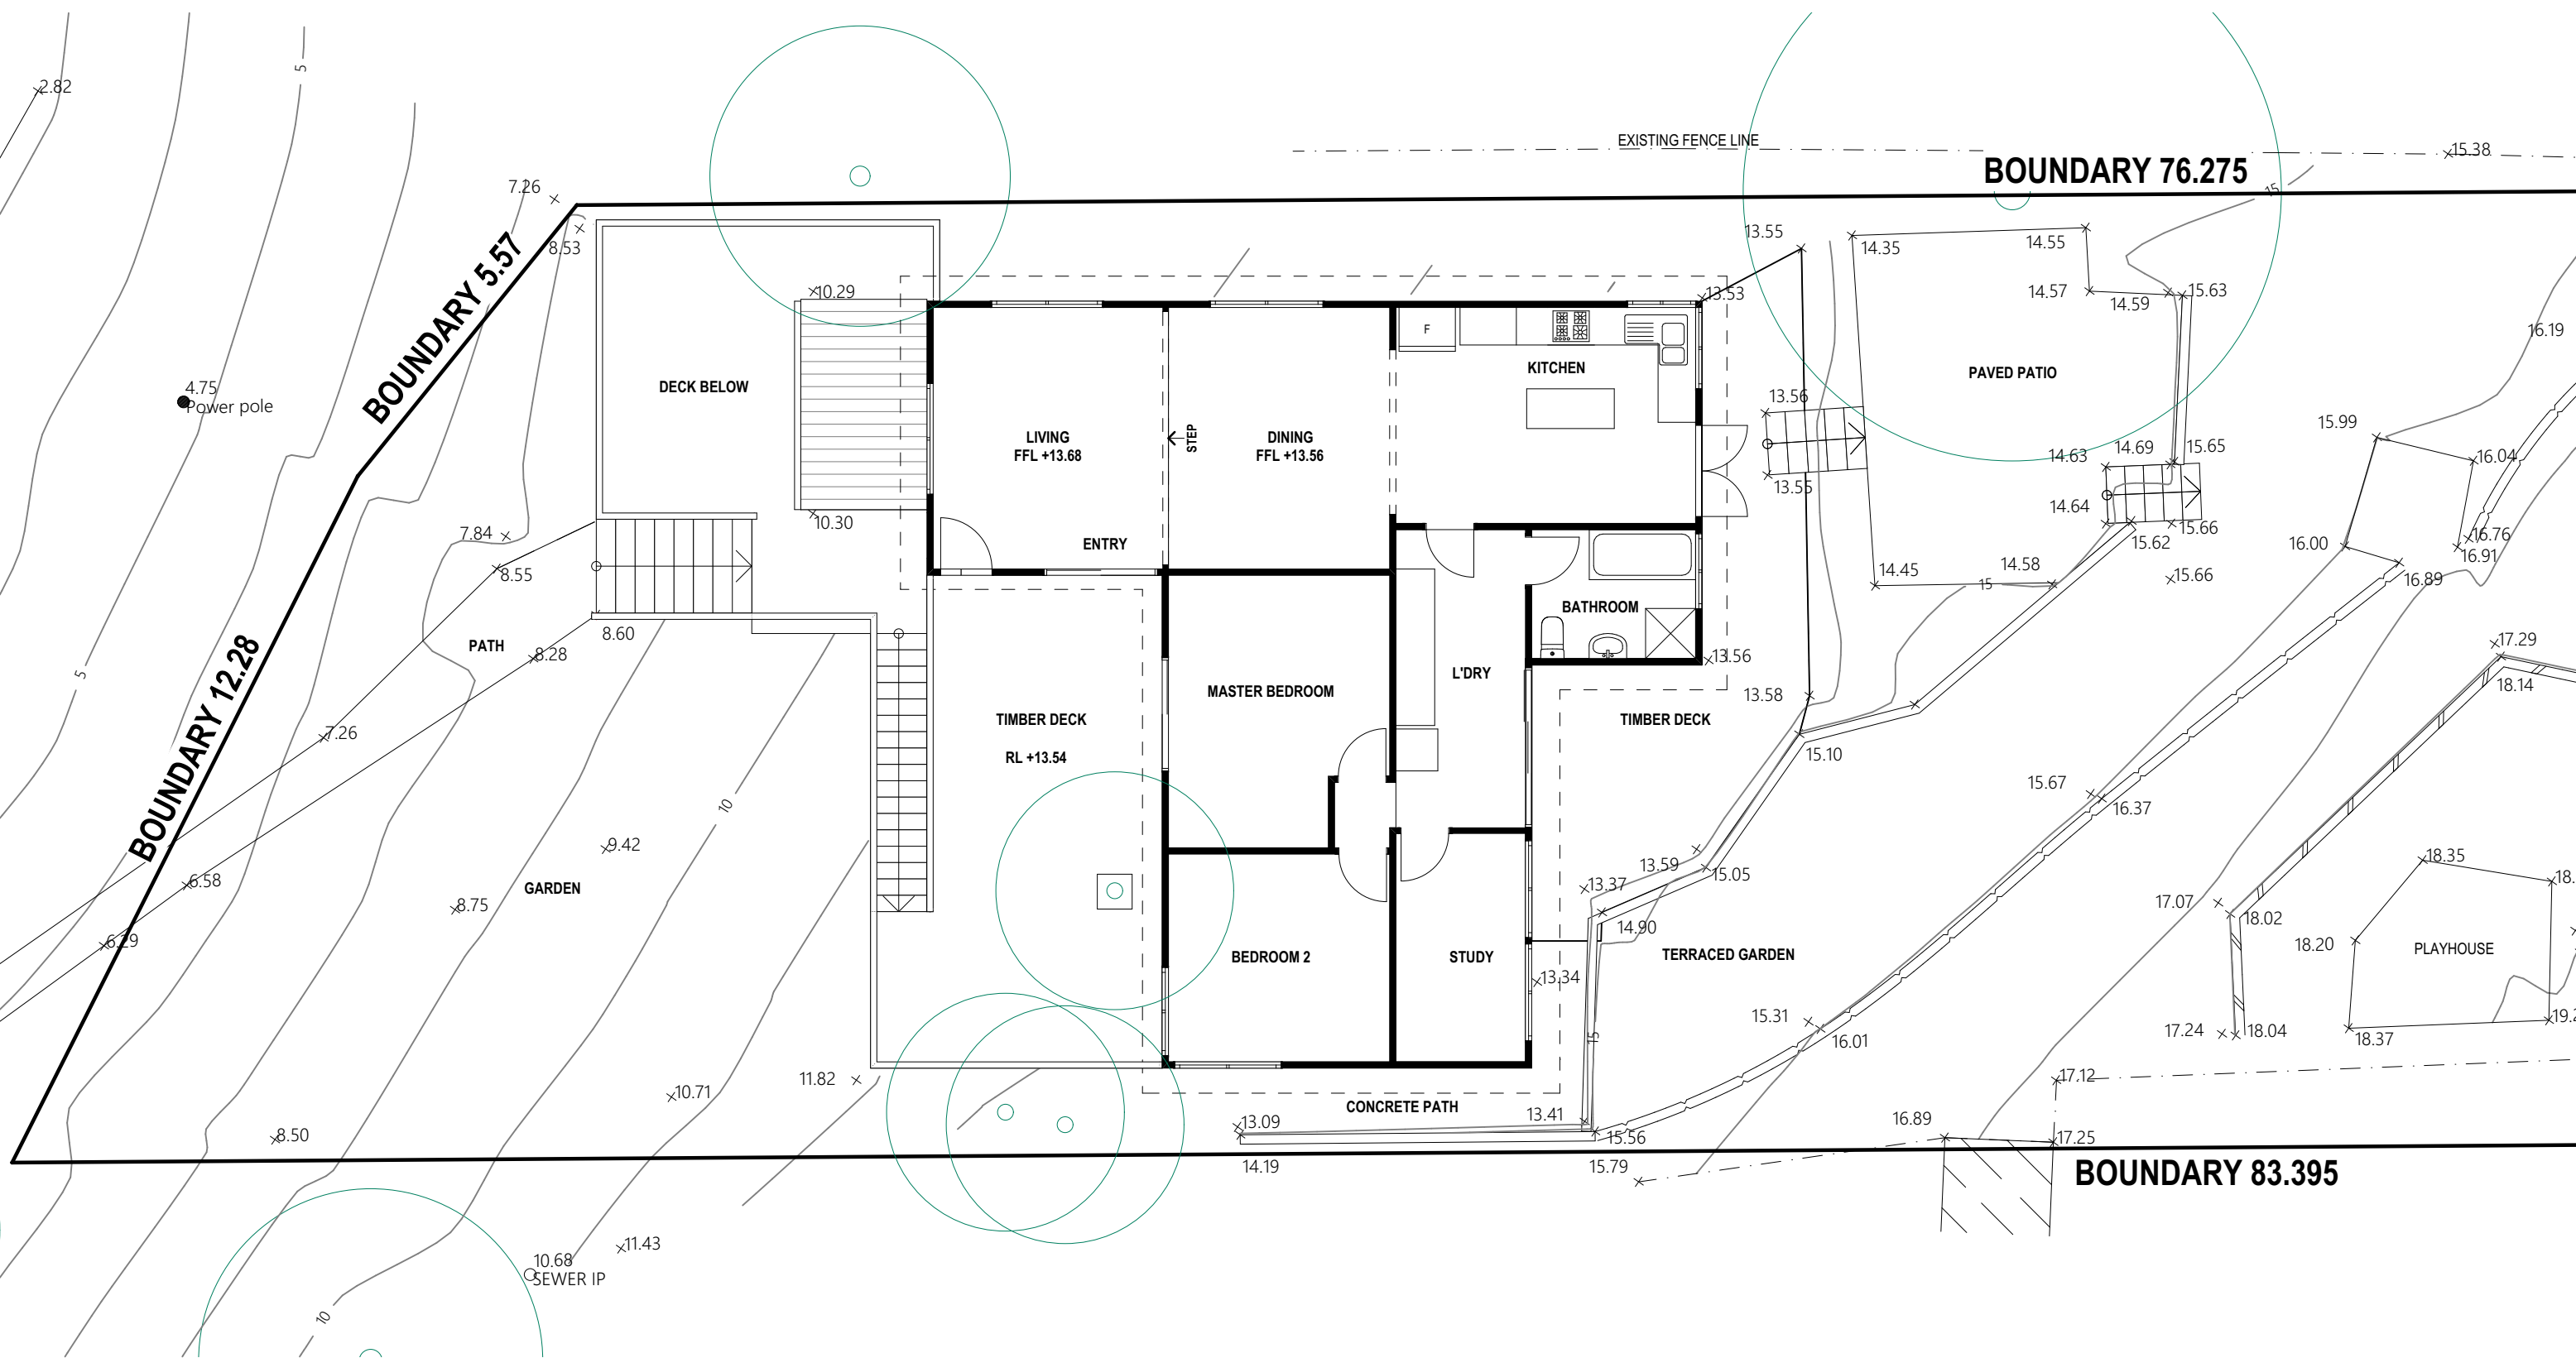 2.82
5
EXISTING FENCE LINE
15.38
BOUNDARY 76.275
7.26
15
8.53
BOUNDARY 5.57
13.55
14.35
14.55
10.29
13.53
14.57
14.59
15.63
16.19
F
4.75
Power pole
DECK BELOW
KITCHEN
PAVED PATIO
13.56
LIVING
FFL +13.68
STEP
DINING
FFL +13.56
15.99
14.63
14.69
15.65
16.04
13.55
14.64
10.30
15.66
15.62
16.76
16.91
7.84
ENTRY
16.00
8.55
14.45
15
14.58
15.66
16.89
BATHROOM
8.60
PATH
8.28
13.56
17.29
5
L'DRY
18.14
MASTER BEDROOM
13.58
BOUNDARY 12.28
7.26
TIMBER DECK
RL +13.54
TIMBER DECK
15.10
15.67
16.37
10
9.42
18.35
13.59
15.05
18.
6.58
GARDEN
13.37
8.75
17.07
18.02
14.90
6.29
BEDROOM 2
STUDY
TERRACED GARDEN
18.20
PLAYHOUSE
13.34
15.31
16.01
17.24
18.04
18.37
19.2
15
11.82
10.71
17.12
CONCRETE PATH
13.09
13.41
16.89
8.50
15.56
17.25
14.19
15.79
BOUNDARY 83.395
11.43
10.68
SEWER IP
10